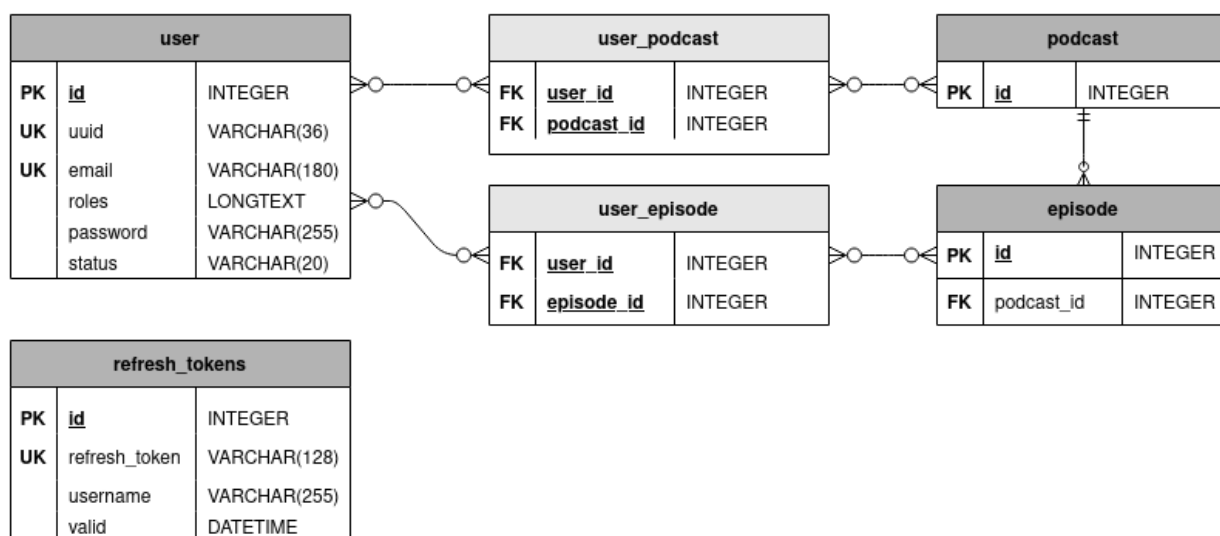 user
PK id INTEGER
UK uuid VARCHAR(36)
UK email VARCHAR(180)
roles LONGTEXT
password VARCHAR(255)
status VARCHAR(20)
user_podcast
FK user_id INTEGER
FK podcast_id INTEGER
podcast
PK id INTEGER
user_episode
FK user_id INTEGER
FK episode_id INTEGER
episode
PK id INTEGER
FK podcast_id INTEGER
refresh_tokens
PK id INTEGER
UK refresh_token VARCHAR(128)
username VARCHAR(255)
valid DATETIME